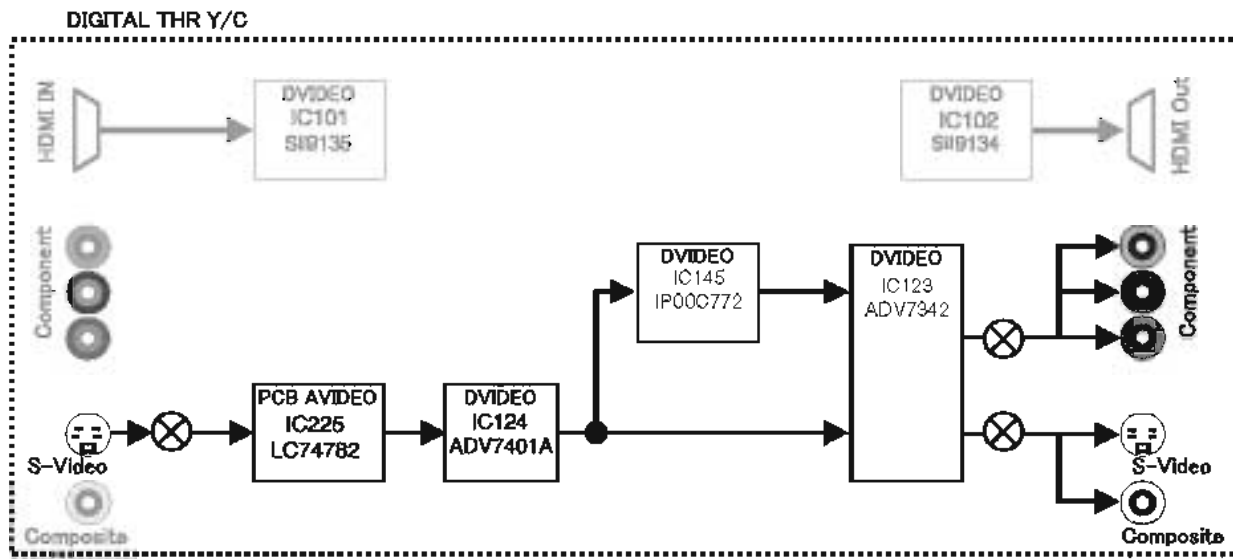 DIGITAL THR Y/C
HDMI IN
DVIDEO
IC101
SiI9135
DVIDEO
IC102
SiI9134
HDMI Out
Component
DVIDEO
IC145
IP00C772
DVIDEO
IC123
ADV7342
Component
PCB AVIDEO
IC225
LC74782
DVIDEO
IC124
ADV7401A
S-Video
S-Video
Composite
Composite